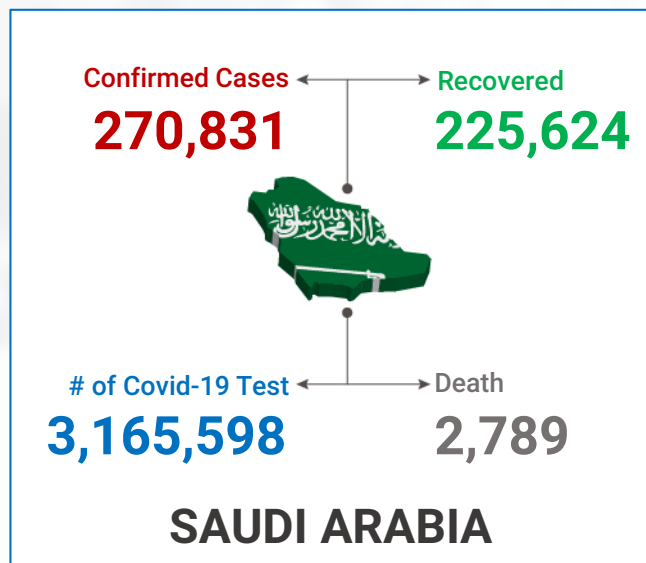 Confirmed Cases
270,831
Recovered
225,624
# of Covid-19 Test
3,165,598
Death
2,789
SAUDI ARABIA